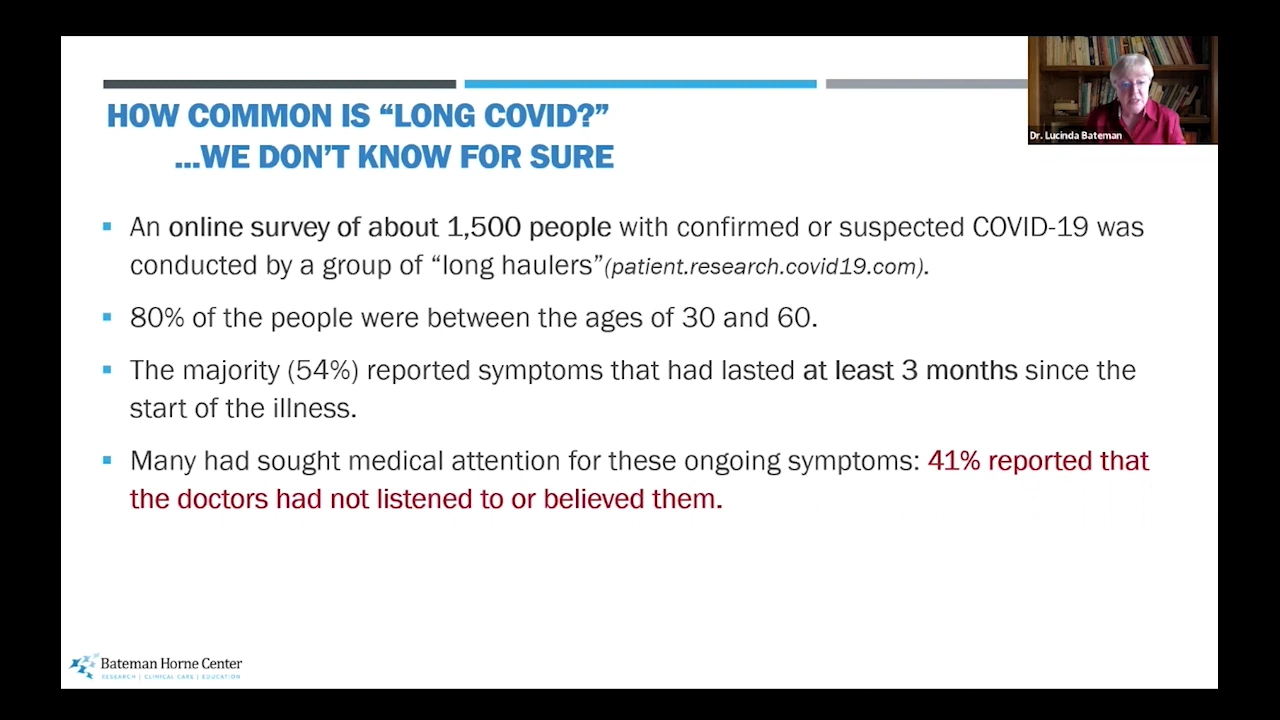 HOW COMMON IS “LONG COVID?”
...WE DON’T KNOW FOR SURE
Dr. Lucinda Bateman
▪ An online survey of about 1,500 people with confirmed or suspected COVID-19 was
conducted by a group of “long haulers”(patient.research.covid19.com).
▪ 80% of the people were between the ages of 30 and 60.
▪ The majority (54%) reported symptoms that had lasted at least 3 months since the
start of the illness.
▪ Many had sought medical attention for these ongoing symptoms: 41% reported that
the doctors had not listened to or believed them.
Bateman Horne Center
RESEARCH | CLINICAL CARE | EDUCATION